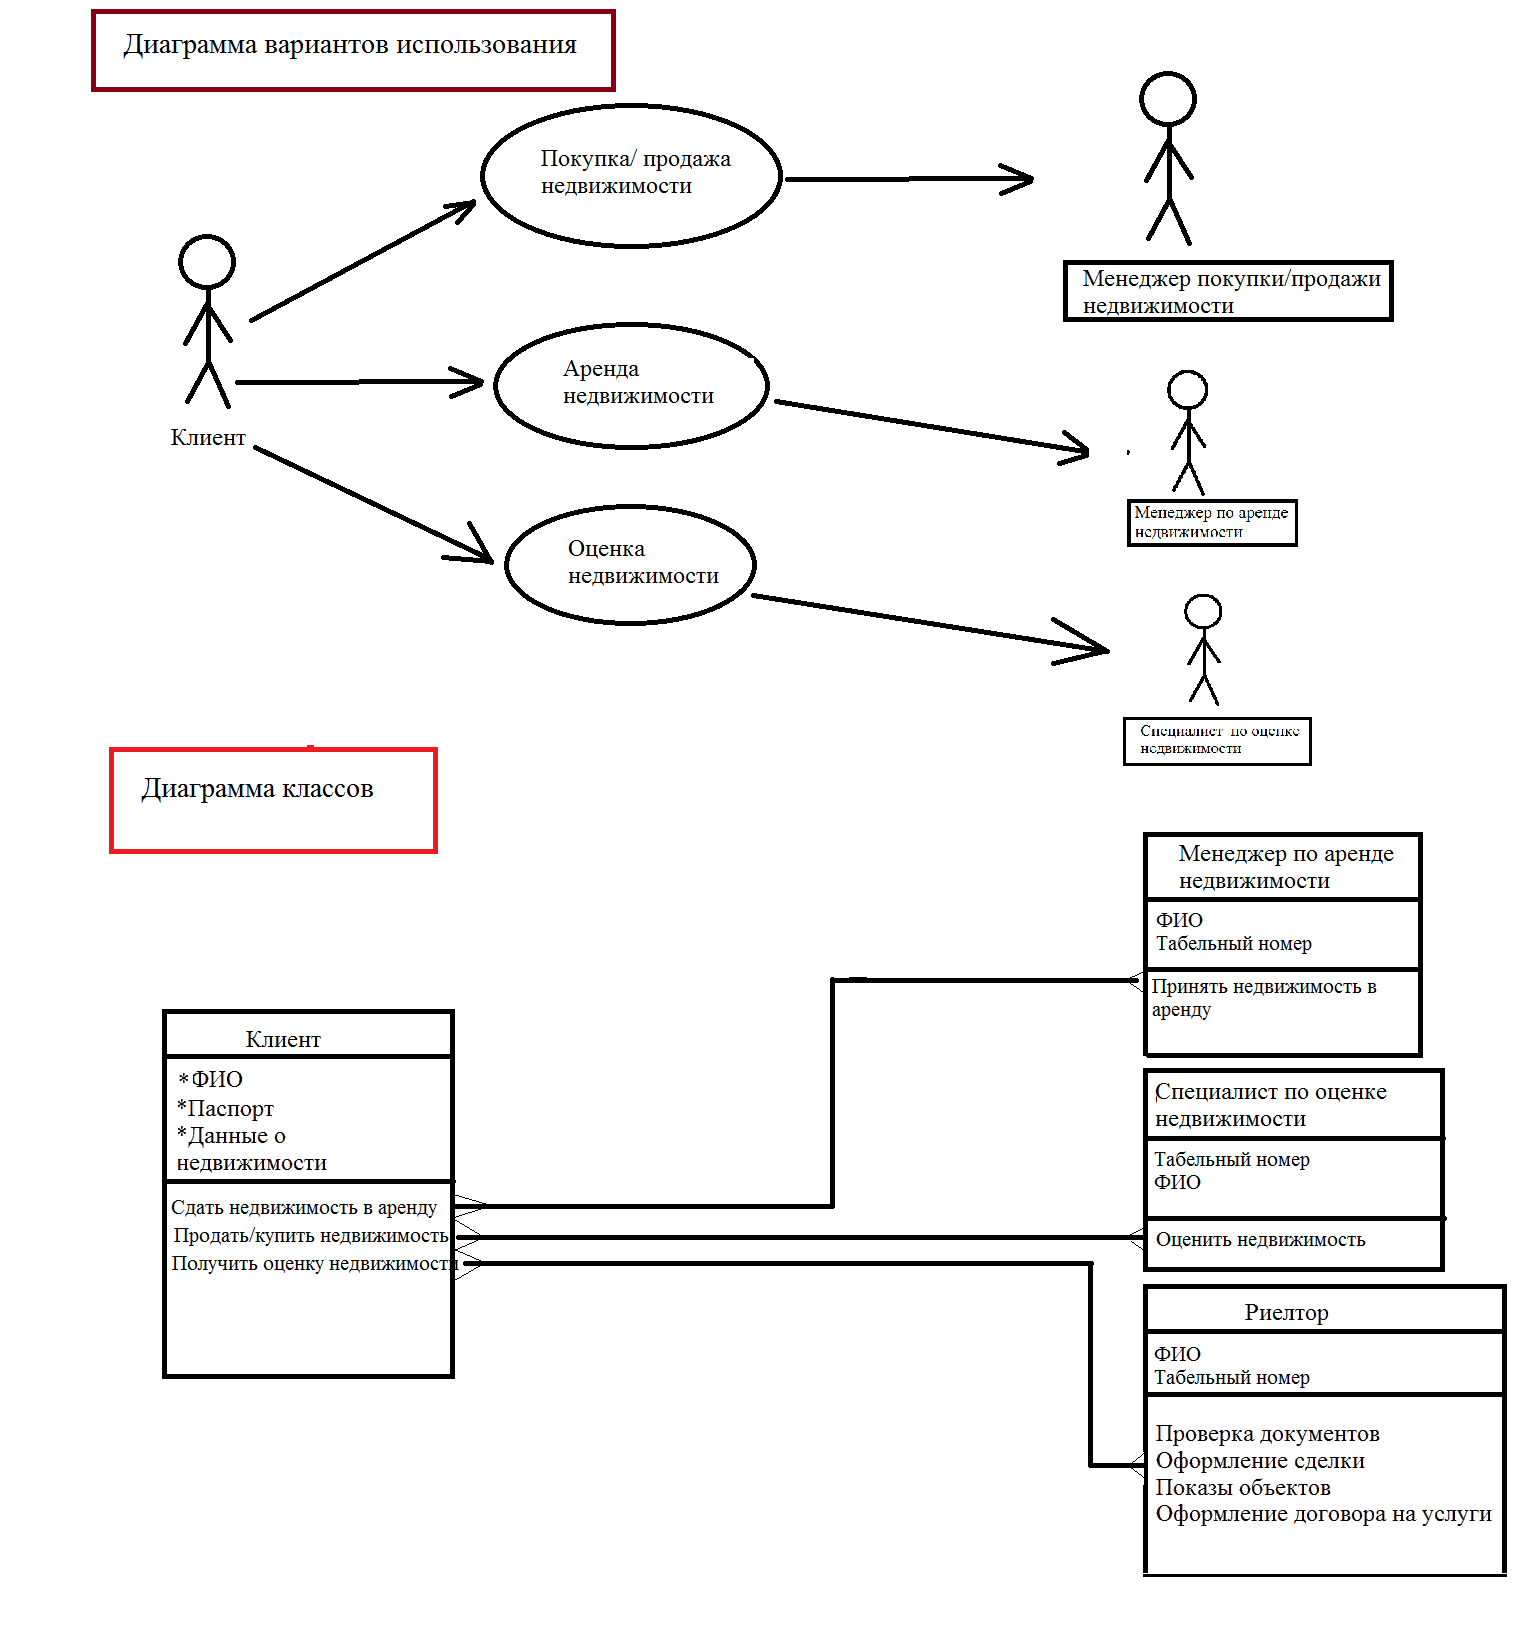 Диаграмма вариантов использования
Покупка/ продажа
недвижимости
Менеджер покупки/продажи
недвижимости
Аренда
недвижимости
Клиент
Менеджер по аренде
недвижимости
Оценка
недвижимости
Специалист по оценке
недвижимости
Диаграмма классов
Менеджер по аренде
недвижимости
ФИО
Табельный номер
Принять недвижимость в
аренду
Клиент
*ФИО
*Паспорт
*Данные о
недвижимости
Сдать недвижимость в аренду
Продать/купить недвижимость
Получить оценку недвижимости
Специалист по оценке
недвижимости
Табельный номер
ФИО
Оценить недвижимость
Риелтор
ФИО
Табельный номер
Проверка документов
Оформление сделки
Показы объектов
Оформление договора на услуги